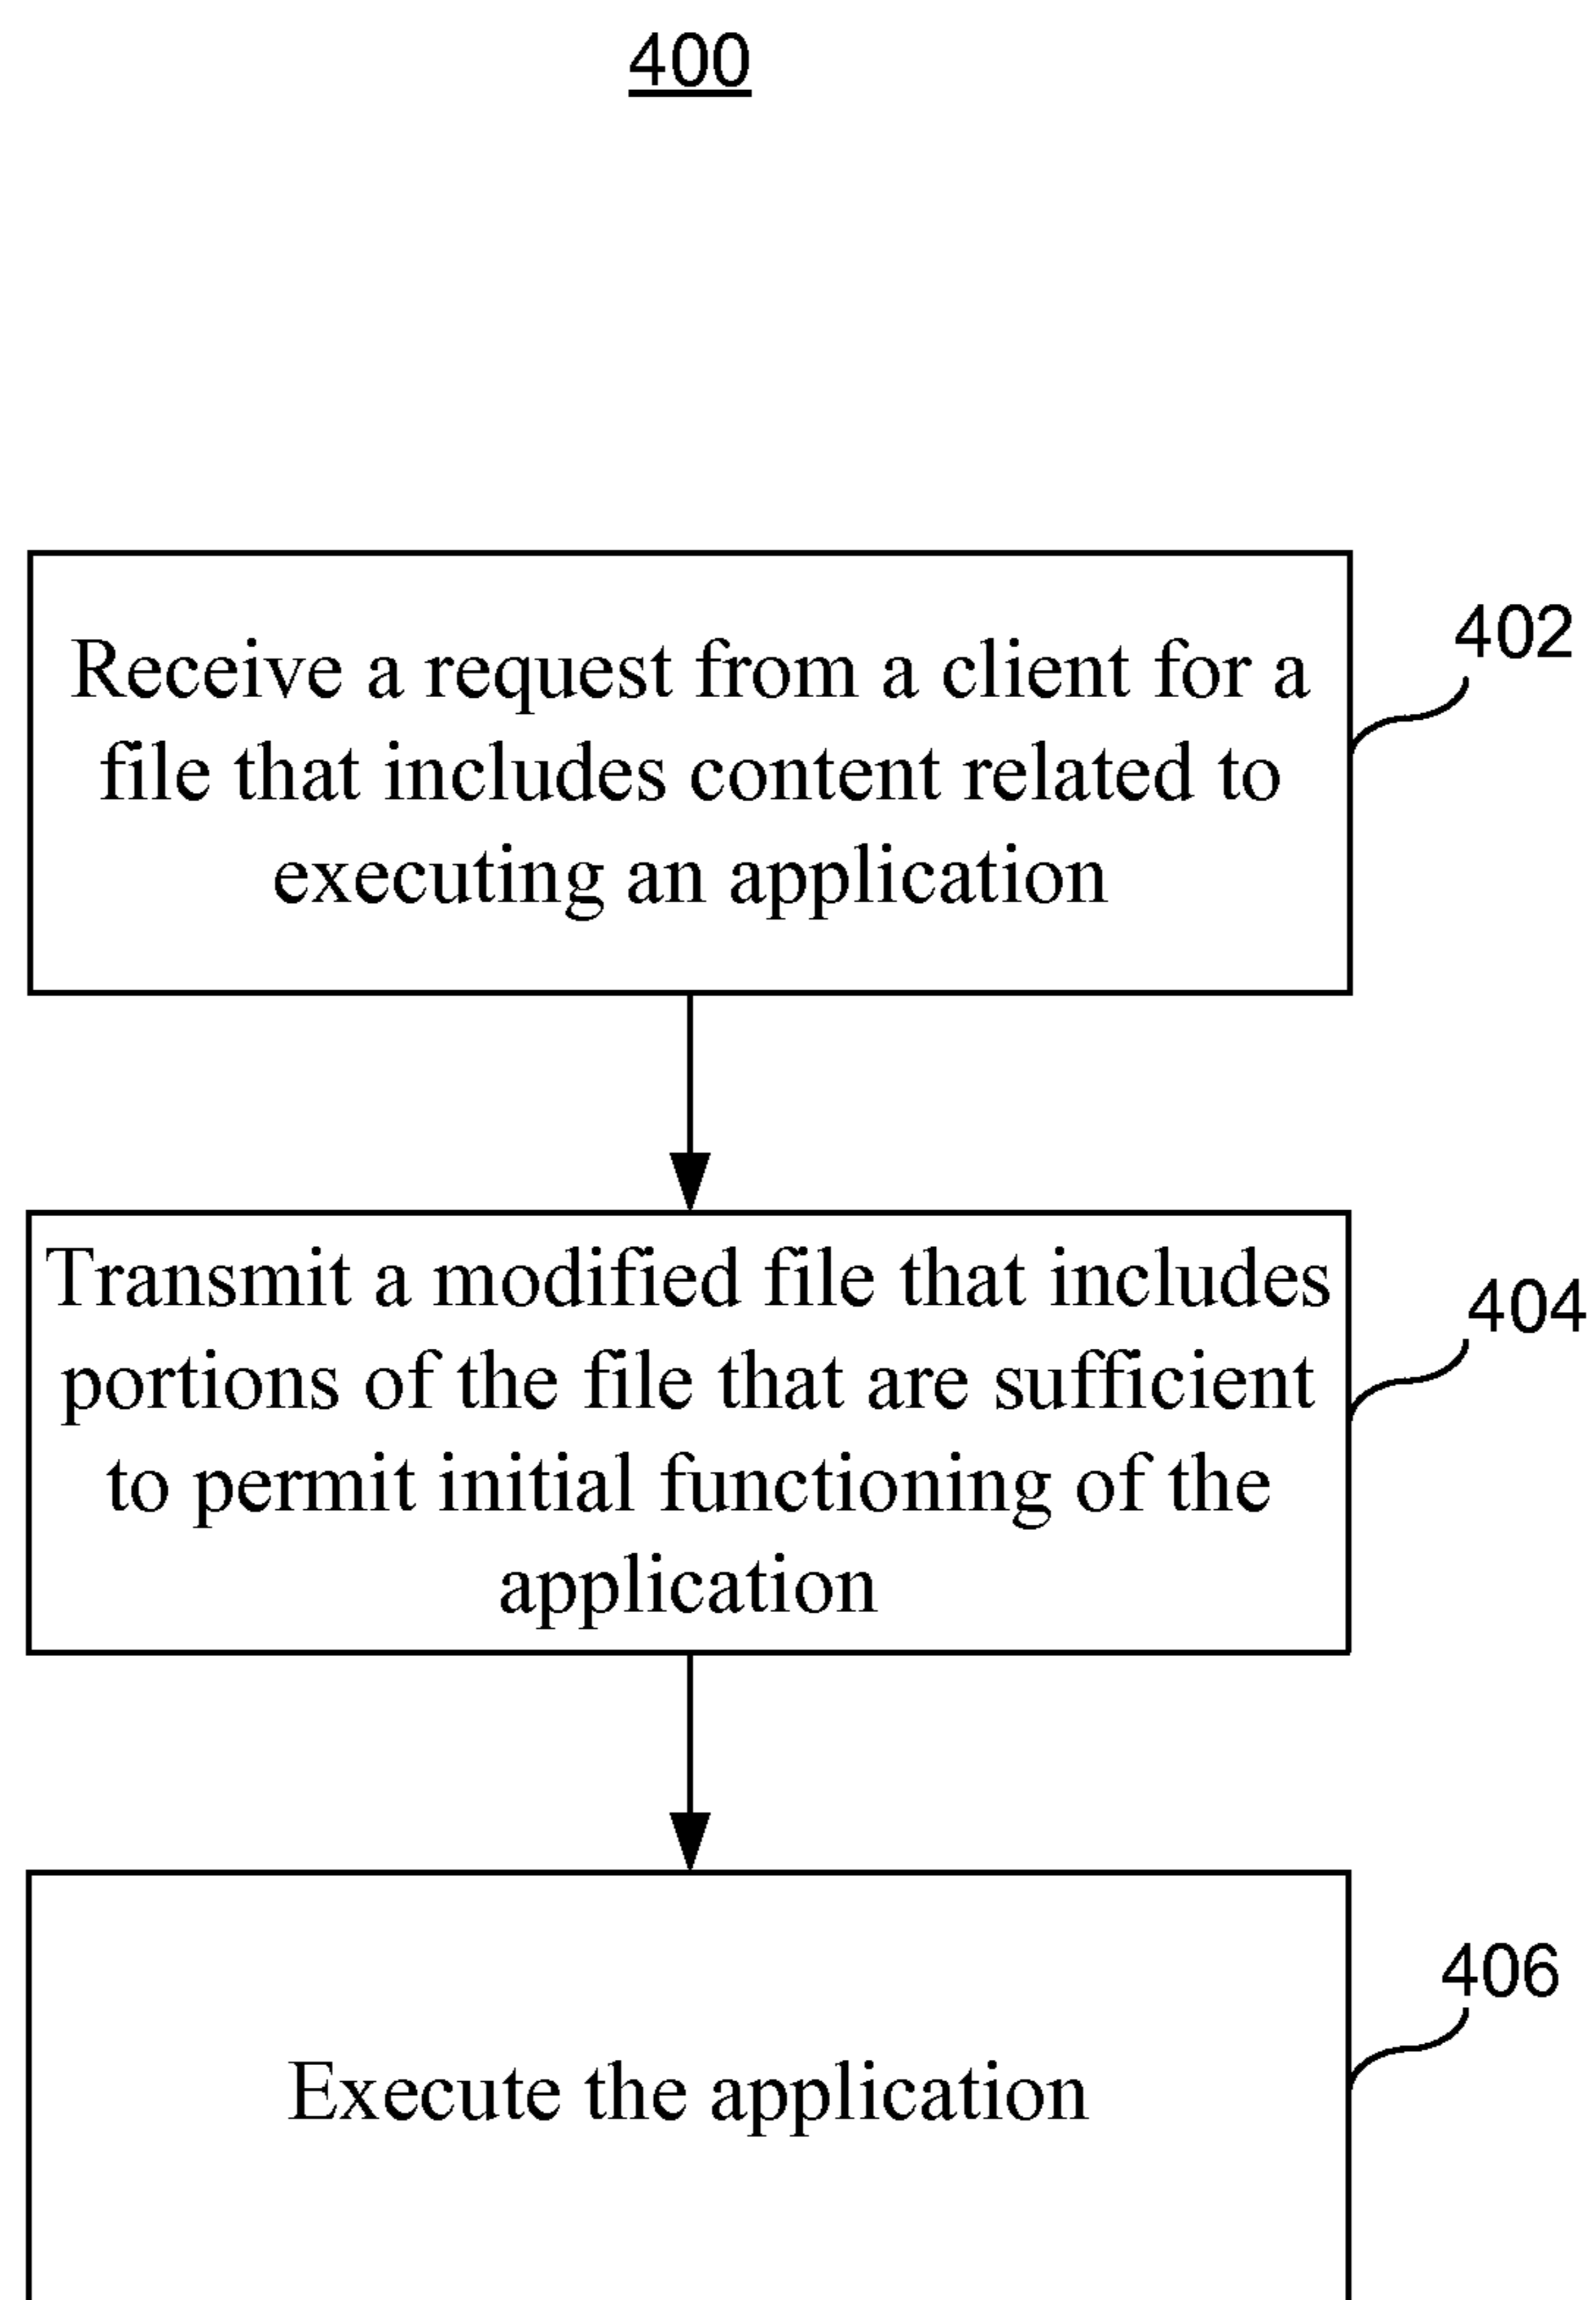 400
Receive a request from a client for a
file that includes content related to
executing an application
402
Transmit a modified file that includes
portions of the file that are sufficient
to permit initial functioning of the
application
404
Execute the application
406